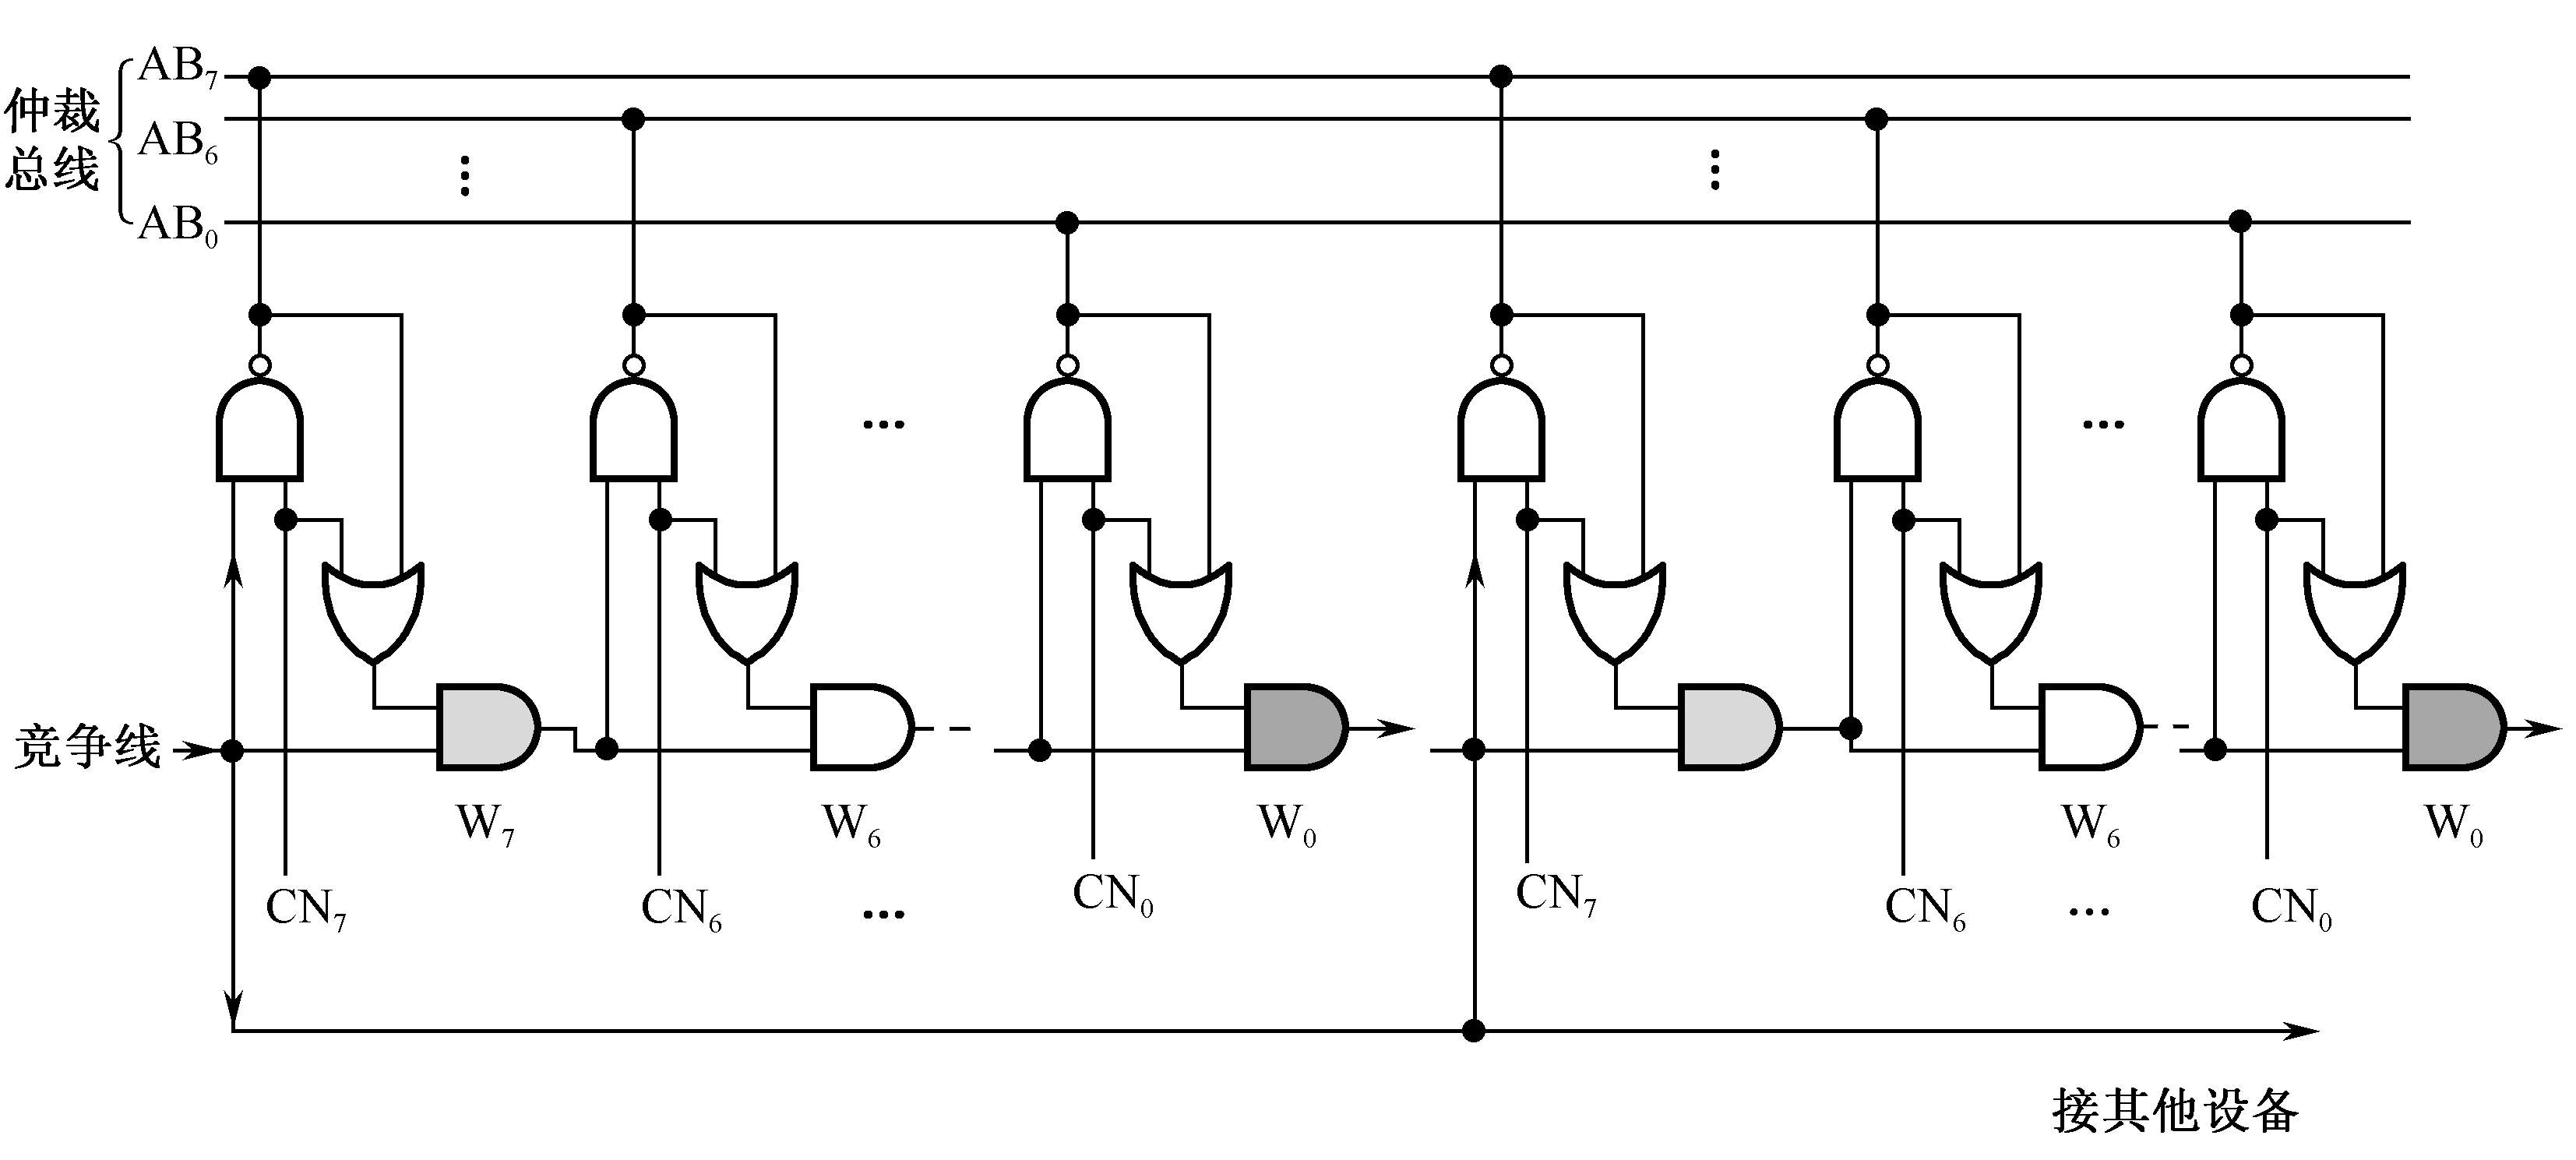 仲裁
总线
AB₇
AB₆
AB₀
⋮ ⋮
… …
竞争线
W₇ W₆ W₀ W₆ W₀
CN₇ CN₆ … CN₀ CN₇ CN₆ … CN₀
接其他设备